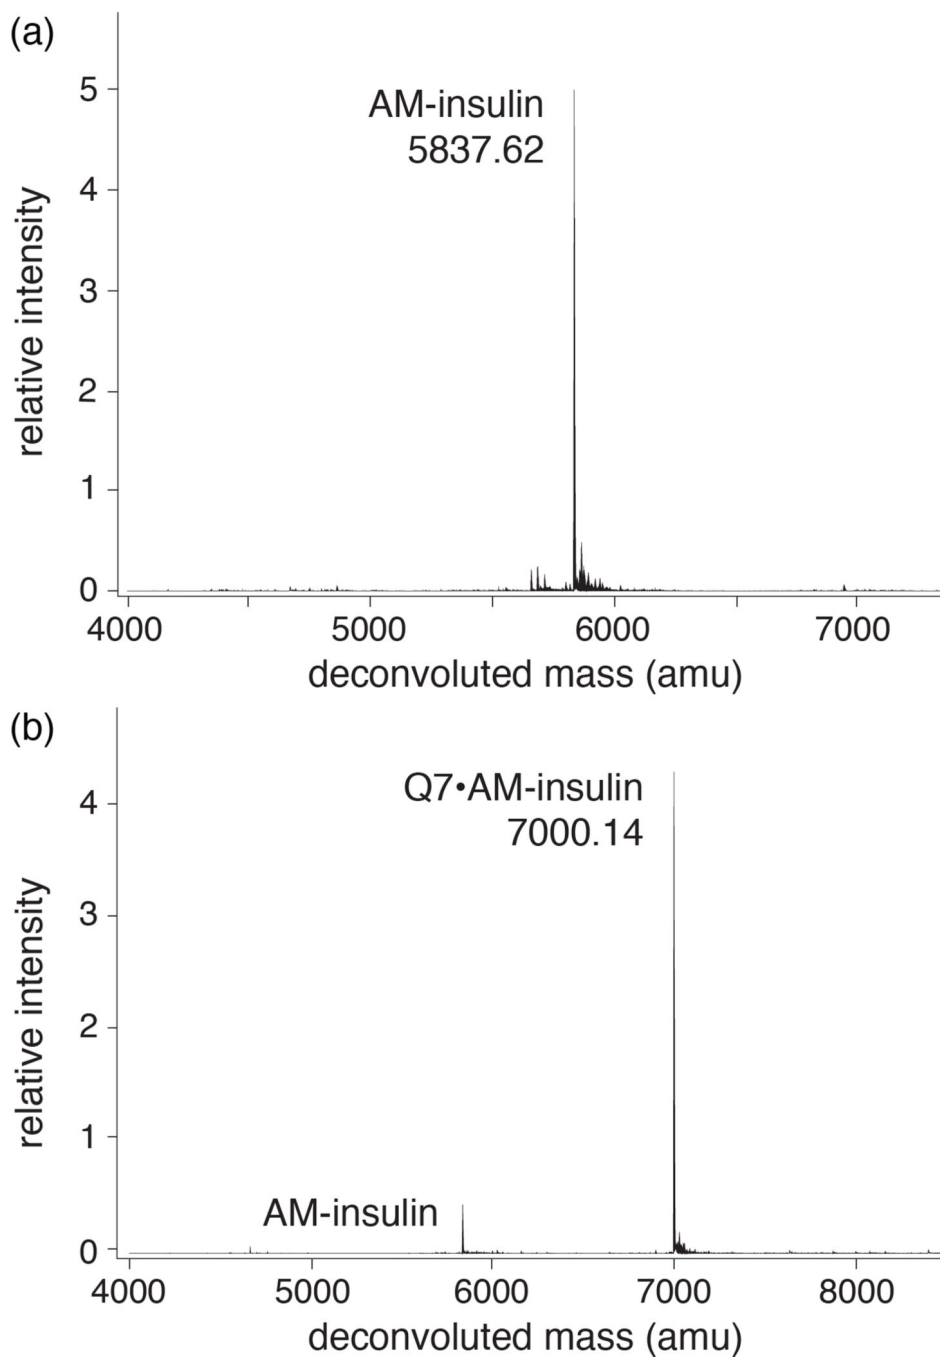 (a)
AM-insulin
5837.62
relative intensity
5
4
3
2
1
0
4000 5000 6000 7000
deconvoluted mass (amu)
(b)
Q7•AM-insulin
7000.14
relative intensity
4
3
2
1
AM-insulin
0
4000 5000 6000 7000 8000
deconvoluted mass (amu)